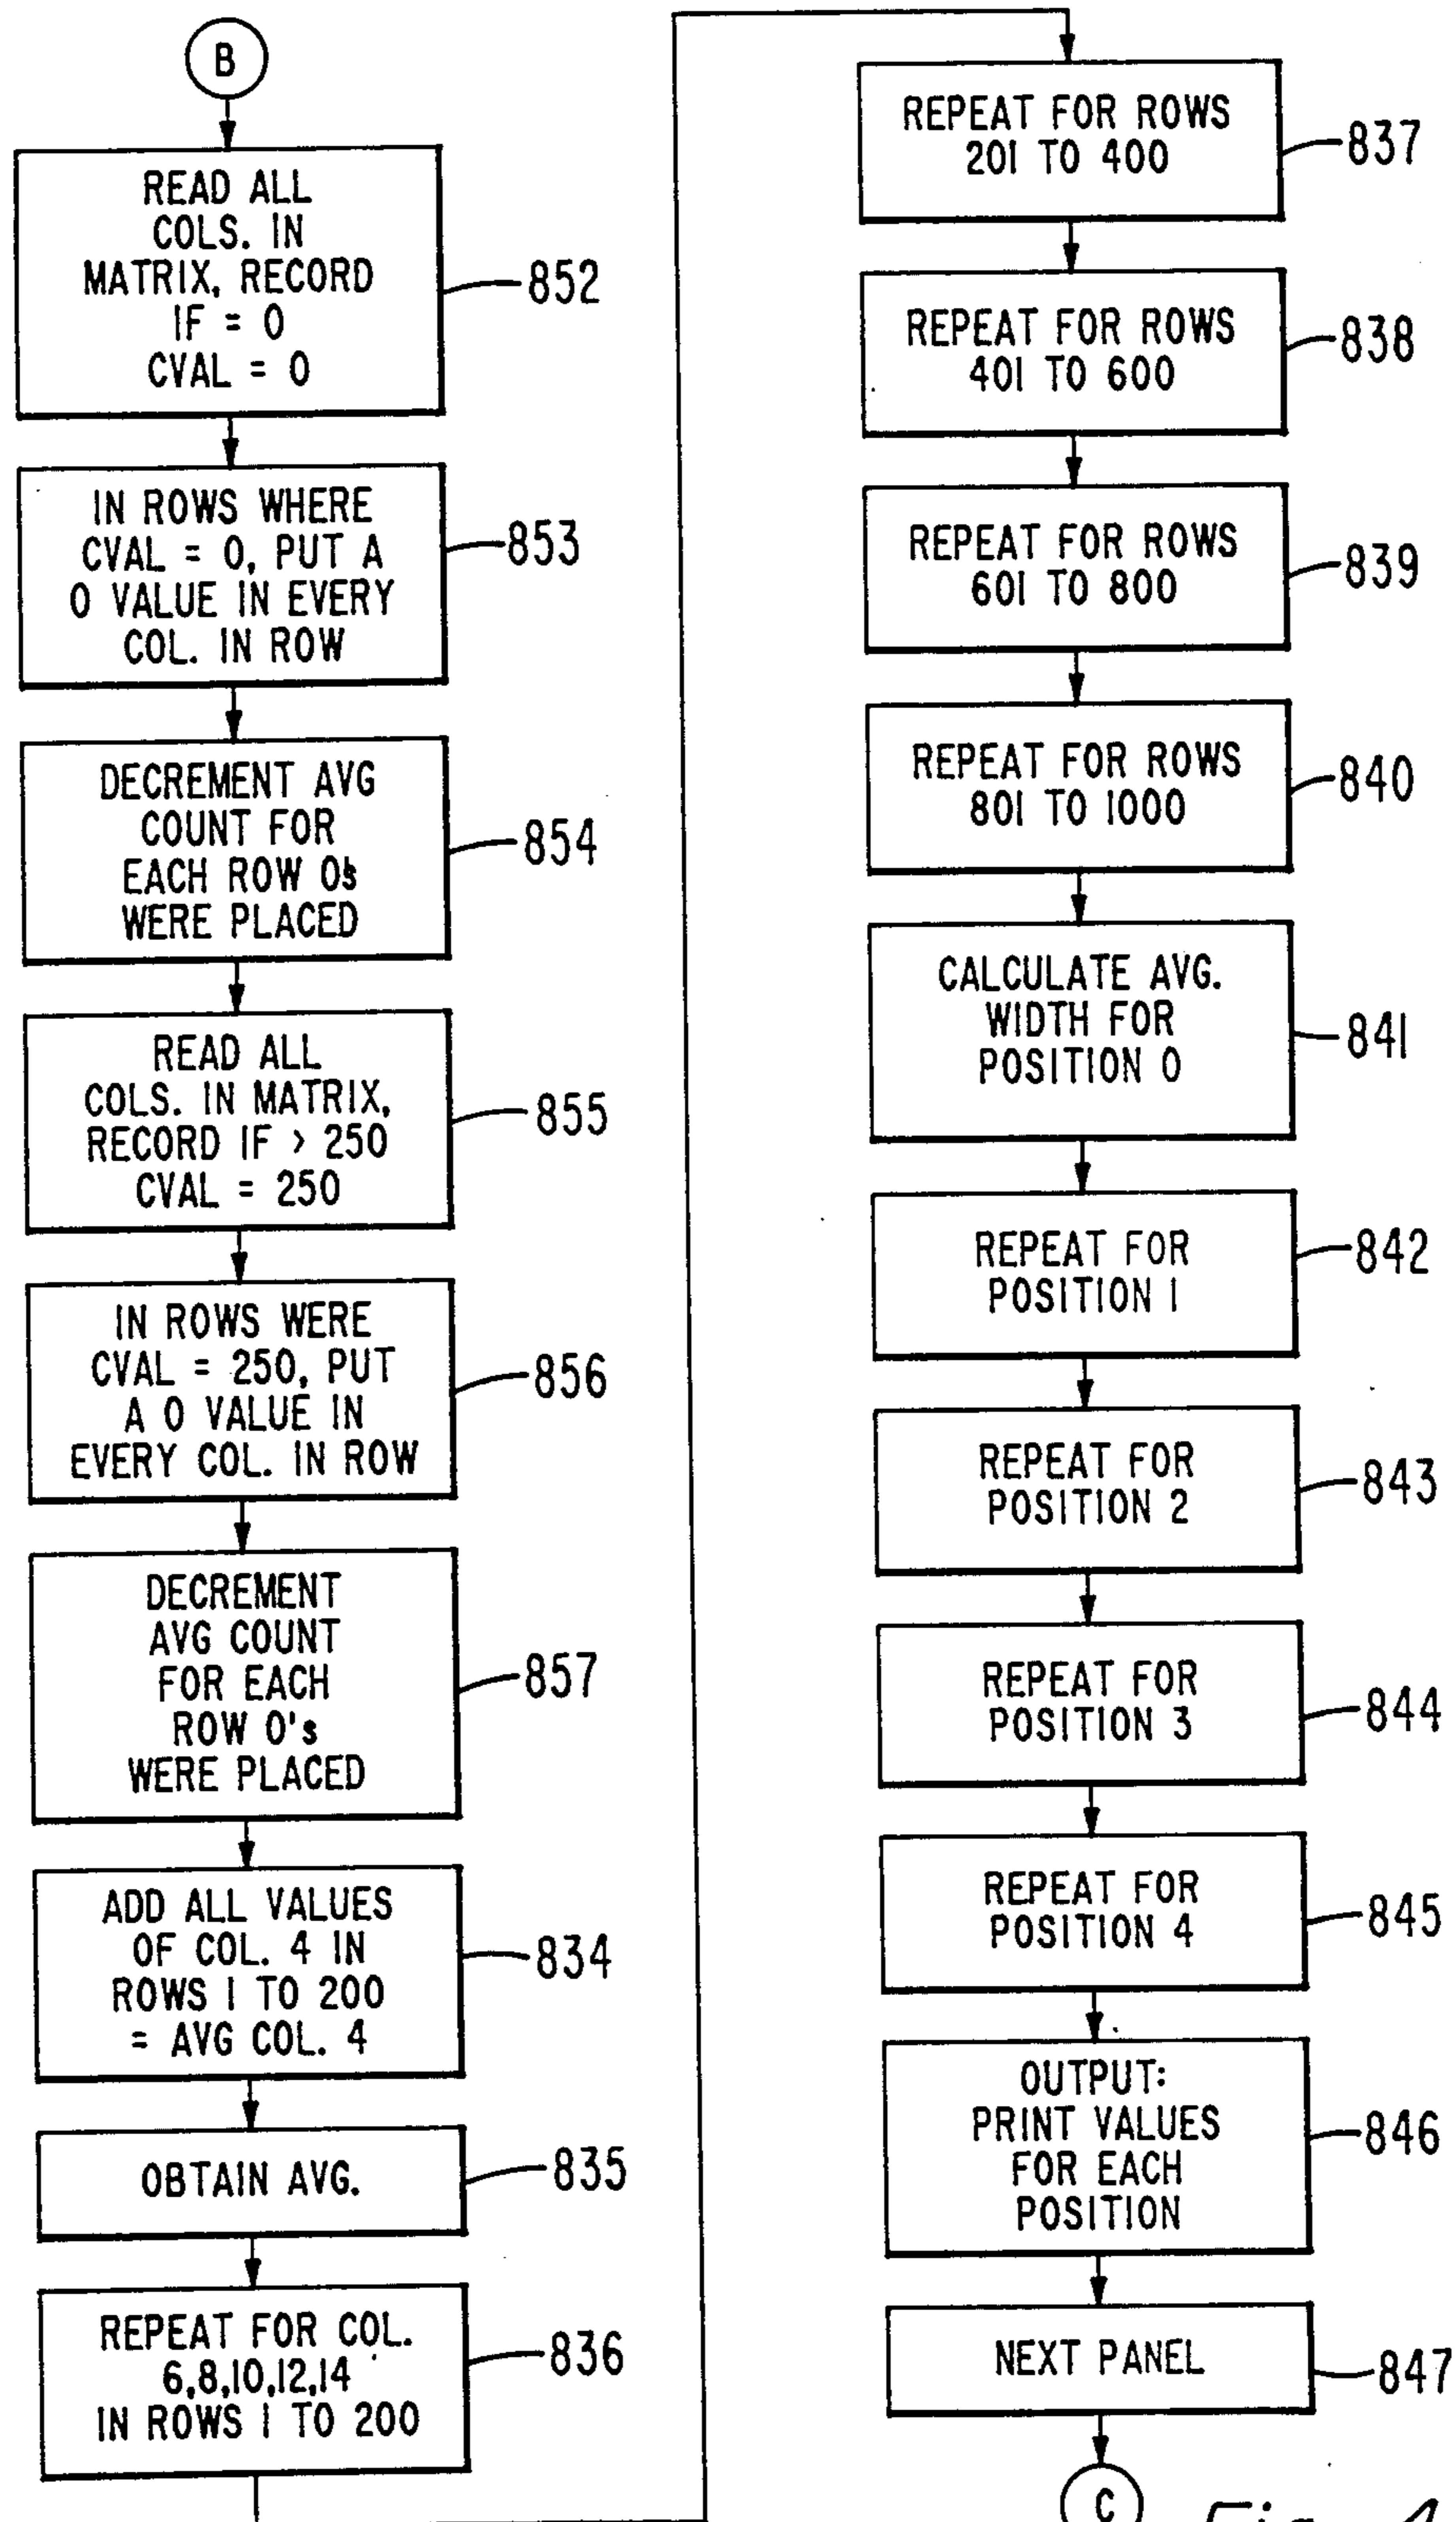 B
READ ALL
COLS. IN
MATRIX, RECORD
IF = 0
CVAL = 0
852
IN ROWS WHERE
CVAL = 0, PUT A
0 VALUE IN EVERY
COL. IN ROW
853
DECREMENT AVG
COUNT FOR
EACH ROW 0's
WERE PLACED
854
READ ALL
COLS. IN MATRIX,
RECORD IF > 250
CVAL = 250
855
IN ROWS WERE
CVAL = 250, PUT
A 0 VALUE IN
EVERY COL. IN ROW
856
DECREMENT
AVG COUNT
FOR EACH
ROW 0's
WERE PLACED
857
ADD ALL VALUES
OF COL. 4 IN
ROWS 1 TO 200
= AVG COL. 4
834
OBTAIN AVG.
835
REPEAT FOR COL.
6,8,10,12,14
IN ROWS 1 TO 200
836
REPEAT FOR ROWS
201 TO 400
837
REPEAT FOR ROWS
401 TO 600
838
REPEAT FOR ROWS
601 TO 800
839
REPEAT FOR ROWS
801 TO 1000
840
CALCULATE AVG.
WIDTH FOR
POSITION 0
841
REPEAT FOR
POSITION 1
842
REPEAT FOR
POSITION 2
843
REPEAT FOR
POSITION 3
844
REPEAT FOR
POSITION 4
845
OUTPUT:
PRINT VALUES
FOR EACH
POSITION
846
NEXT PANEL
847
C